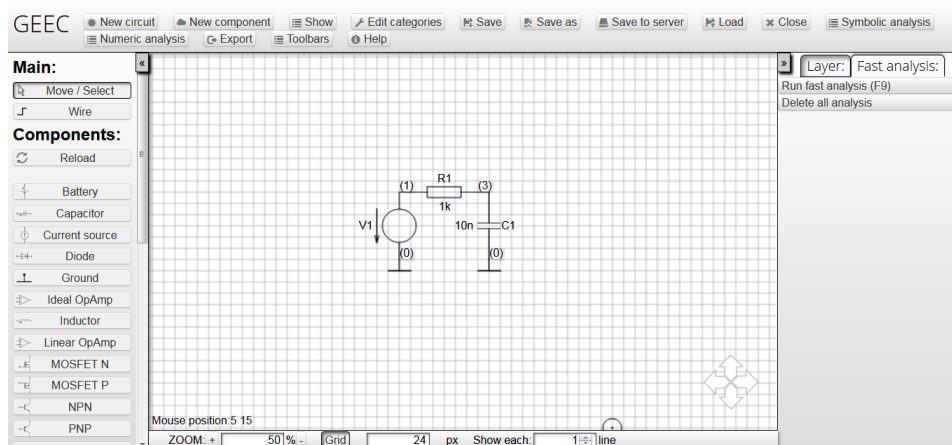 GEEC
New circuit
New component
Show
Edit categories
Save
Save as
Save to server
Load
Close
Symbolic analysis
Numeric analysis
Export
Toolbars
Help
Main:
Move / Select
Wire
Components:
Reload
Battery
Capacitor
Current source
Diode
Ground
Ideal OpAmp
Inductor
Linear OpAmp
MOSFET N
MOSFET P
NPN
PNP
«
R1
(1)
(3)
1k
V1
10n
C1
(0)
(0)
Mouse position:5 15
ZOOM: + 50 % - Grid 24 px Show each: 1 line
»
Layer: Fast analysis:
Run fast analysis (F9)
Delete all analysis